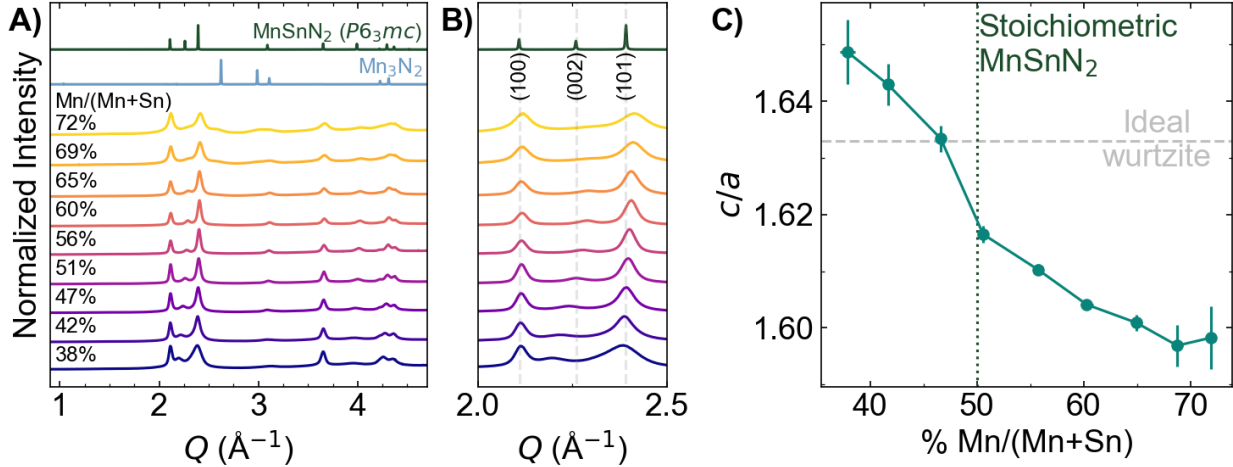 A)
MnSnN₂ (P6₃mc)
Mn₃N₂
Mn/(Mn+Sn)
72%
69%
65%
60%
56%
51%
47%
42%
38%
Normalized Intensity
1
2
3
4
Q (Å⁻¹)
B)
(100)
(002)
(101)
2.0
2.5
Q (Å⁻¹)
C)
Stoichiometric
MnSnN₂
Ideal
wurtzite
1.64
1.62
1.60
c/a
40
50
60
70
% Mn/(Mn+Sn)